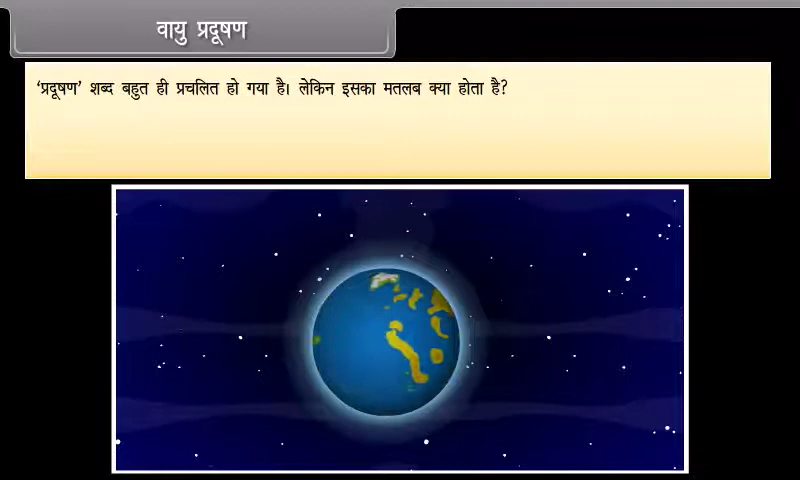 वायु प्रदूषण
‘प्रदूषण’ शब्द बहुत ही प्रचलित हो गया है। लेकिन इसका मतलब क्या होता है?